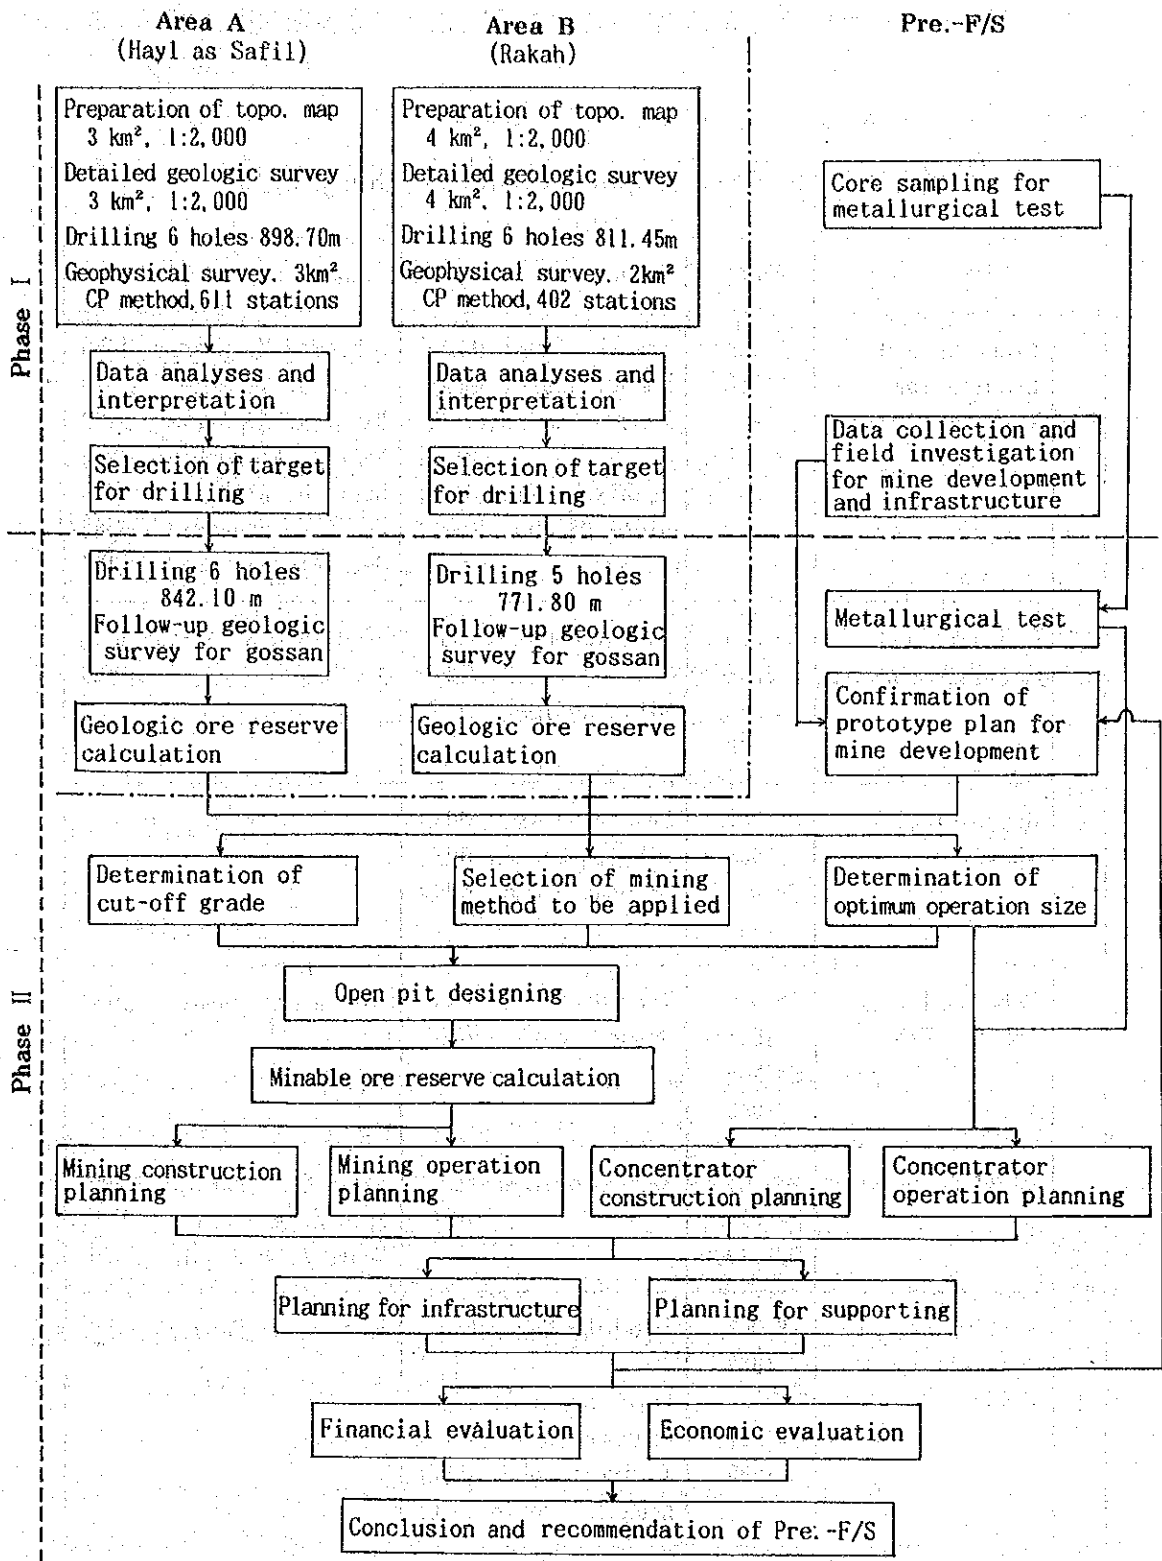 Area A
(Hayl as Safil)
Area B
(Rakah)
Pre.-F/S
Phase I
Preparation of topo. map
3 km², 1:2,000
Detailed geologic survey
3 km², 1:2,000
Drilling 6 holes 898.70m
Geophysical survey. 3km²
CP method, 611 stations
Preparation of topo. map
4 km², 1:2,000
Detailed geologic survey
4 km². 1:2,000
Drilling 6 holes 811.45m
Geophysical survey. 2km²
CP method, 402 stations
Core sampling for
metallurgical test
Data analyses and
interpretation
Data analyses and
interpretation
Data collection and
field investigation
for mine development
and infrastructure
Selection of target
for drilling
Selection of target
for drilling
Phase II
Drilling 6 holes
842.10 m
Follow-up geologic
survey for gossan
Drilling 5 holes
771.80 m
Follow-up geologic
survey for gossan
Metallurgical test
Geologic ore reserve
calculation
Geologic ore reserve
calculation
Confirmation of
prototype plan for
mine development
Determination of
cut-off grade
Selection of mining
method to be applied
Determination of
optimum operation size
Open pit designing
Minable ore reserve calculation
Mining construction
planning
Mining operation
planning
Concentrator
construction planning
Concentrator
operation planning
Planning for infrastructure
Planning for supporting
Financial evaluation
Economic evaluation
Conclusion and recommendation of Pre.-F/S